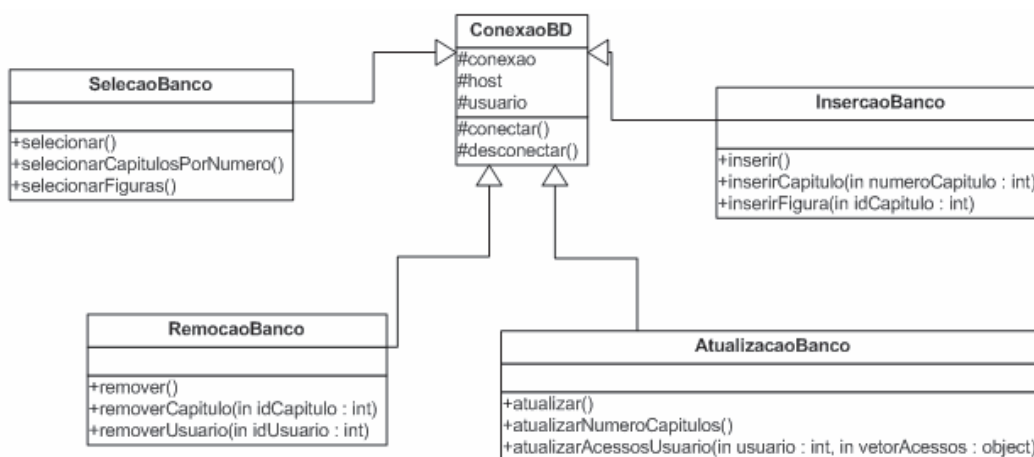 ConexaoBD
#conexao
#host
#usuario
#conectar()
#desconectar()
SelecaoBanco
+selecionar()
+selecionarCapitulosPorNumero()
+selecionarFiguras()
InsercaoBanco
+inserir()
+inserirCapitulo(in numeroCapitulo : int)
+inserirFigura(in idCapitulo : int)
RemocaoBanco
+remover()
+removerCapitulo(in idCapitulo : int)
+removerUsuario(in idUsuario : int)
AtualizacaoBanco
+atualizar()
+atualizarNumeroCapitulos()
+atualizarAcessosUsuario(in usuario : int, in vetorAcessos : object)